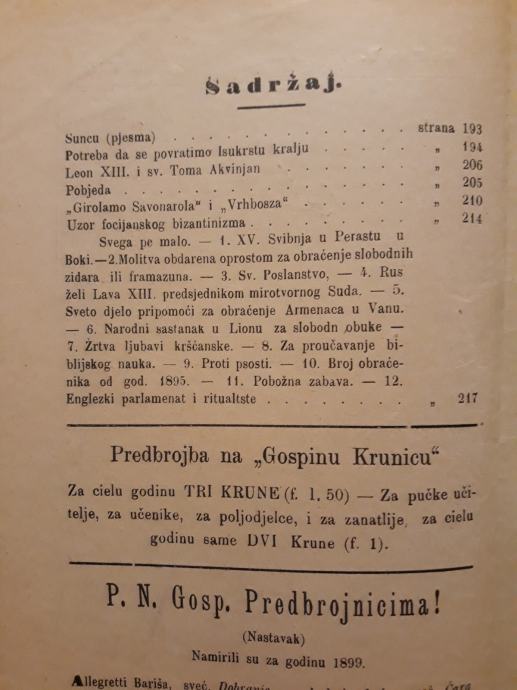 Sadržaj.
Suncu (pjesma) . . . . . . . . . . . . strana 193
Potreba da se povratimo Isukrstu kralju . . . . . „ 194
Leon XIII. i sv. Toma Akvinjan . . . . . . „ 206
Pobjeda . . . . . . . . . . . . . „ 205
„Girolamo Savonarola“ i „Vrhbosza“ . . . . . . „ 210
Uzor focijanskog bizantinizma . . . . . . . . „ 214
Svega pe malo. — 1. XV. Svibnja u Perastu u
Boki.—2.Molitva obdarena oprostom za obraćenje slobodnih
zidara ili framazuna. — 3. Sv. Poslanstvo, — 4. Rus
želi Lava XIII. predsjednikom mirotvornog Suda. — 5.
Sveto djelo pripomoći za obraćenje Armenaca u Vanu.
— 6. Narodni sastanak u Lionu za slobodn obuke —
7. Žrtva ljubavi kršćanske. — 8. Za proučavanje bi-
blijskog nauka. — 9. Proti psosti. — 10. Broj obraće-
nika od god. 1895. — 11. Pobožna zabava. — 12.
Englezki parlamenat i ritualtste . . . . . . . „ 217
Predbrojba na „Gospinu Krunicu“
Za cielu godinu TRI KRUNE (f. 1, 50) — Za pučke uči-
telje, za učenike, za poljodjelce, i za zanatlije, za cielu
godinu same DVI Krune (f. 1).
P. N. Gosp. Predbrojnicima!
(Nastavak)
Namirili su za godinu 1899.
Allegretti Bariša, sveć. Dobranje